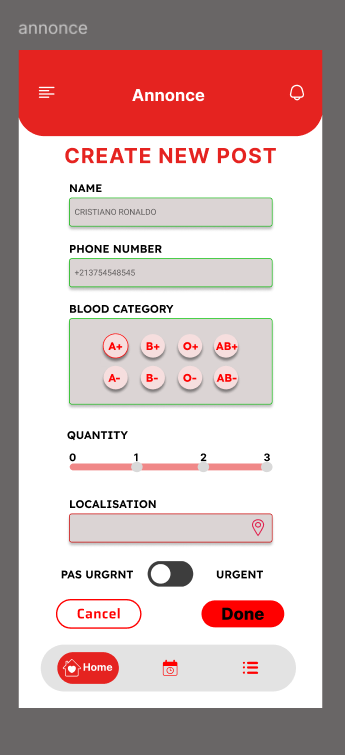 annonce
Annonce
CREATE NEW POST
NAME
CRISTIANO RONALDO
PHONE NUMBER
+213754548545
BLOOD CATEGORY
A+ B+ O+ AB+
A- B- O- AB-
QUANTITY
0 1 2 3
LOCALISATION
PAS URGRNT URGENT
Cancel Done
Home